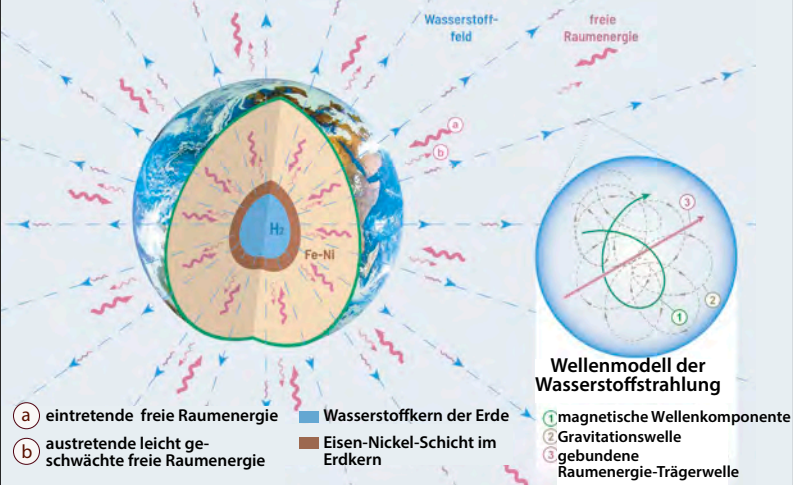 Wasserstoff-
feld
freie
Raumenergie
a
b
H₂
Fe-Ni
3
2
1
Wellenmodell der
Wasserstoffstrahlung
a eintretende freie Raumenergie
b austretende leicht ge-
schwächte freie Raumenergie
Wasserstoffkern der Erde
Eisen-Nickel-Schicht im
Erdkern
1 magnetische Wellenkomponente
2 Gravitationswelle
3 gebundene
Raumenergie-Trägerwelle